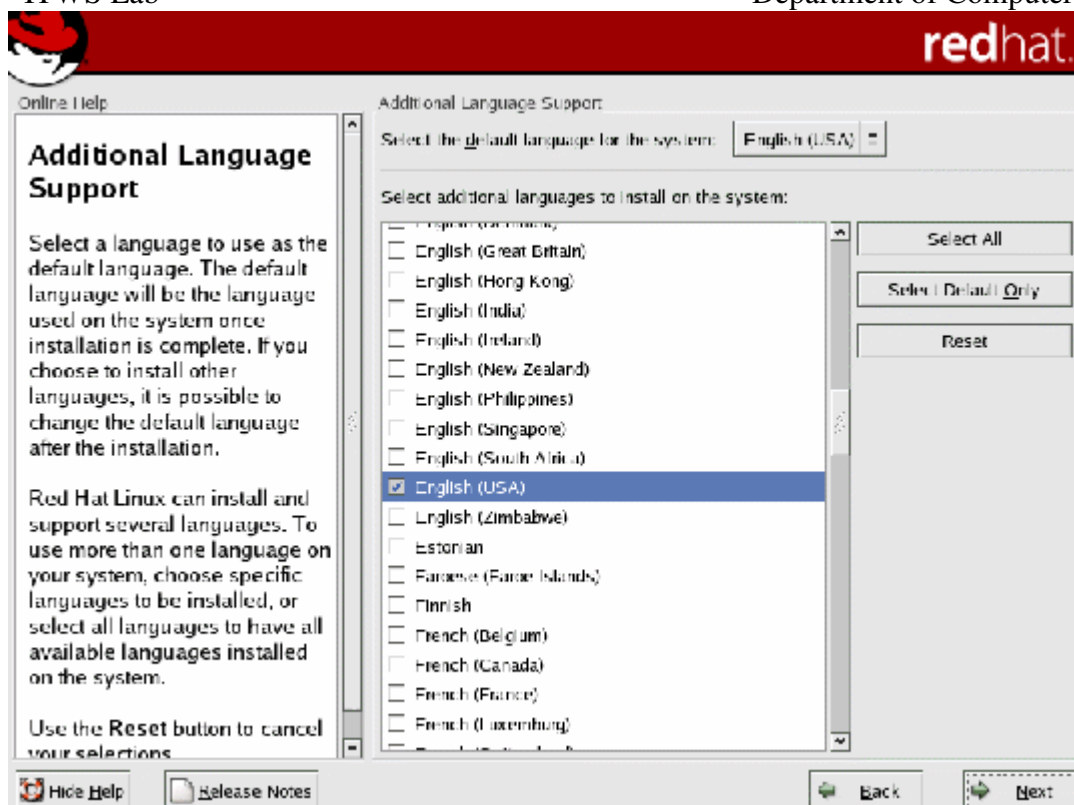 ITWS Lab Department of Computer
redhat.
Online Help
Additional Language
Support
Select a language to use as the
default language. The default
language will be the language
used on the system once
installation is complete. If you
choose to install other
languages, it is possible to
change the default language
after the installation.
Red Hat Linux can install and
support several languages. To
use more than one language on
your system, choose specific
languages to be installed, or
select all languages to have all
available languages installed
on the system.
Use the Reset button to cancel
your selections
Additional Language Support
Select the default language for the system: English (USA)
Select additional languages to install on the system:
English (Great Britain)
English (Hong Kong)
English (India)
English (Ireland)
English (New Zealand)
English (Philippines)
English (Singapore)
English (South Africa)
English (USA)
English (Zimbabwe)
Estonian
Faroese (Faroe Islands)
Finnish
French (Belgium)
French (Canada)
French (France)
French (Luxemburg)
Select All
Select Default Only
Reset
Hide Help
Release Notes
Back
Next